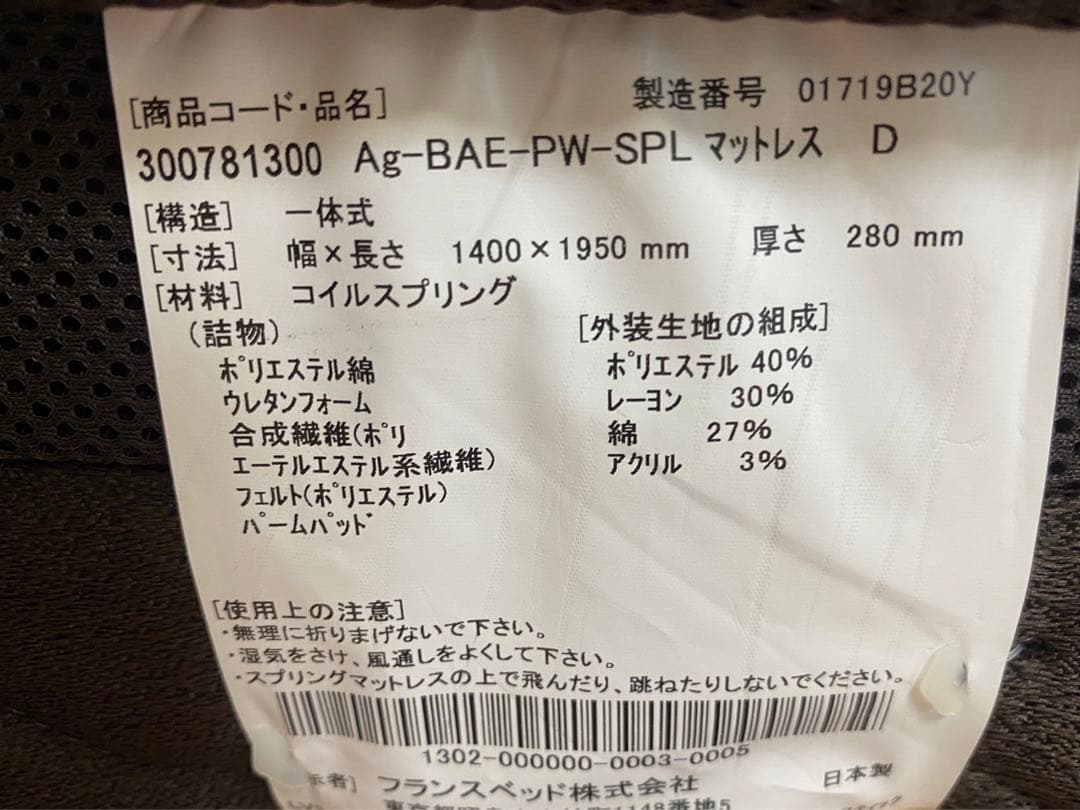 [商品コード・品名] 製造番号 01719B20Y
300781300 Ag-BAE-PW-SPL マットレス D
[構造] 一体式
[寸法] 幅×長さ 1400×1950 mm 厚さ 280 mm
[材料] コイルスプリング
(詰物)
ポリエステル綿
ウレタンフォーム
合成繊維(ポリ
エーテルエステル系繊維)
フェルト(ポリエステル)
パームパッド
[外装生地の組成]
ポリエステル 40%
レーヨン 30%
綿 27%
アクリル 3%
[使用上の注意]
・無理に折りまげないで下さい。
・湿気をさけ、風通しをよくして下さい。
・スプリングマットレスの上で飛んだり、跳ねたりしないでください。
1302-000000-0003-0005
示者] フランスベッド株式会社 日本製
1148番地5